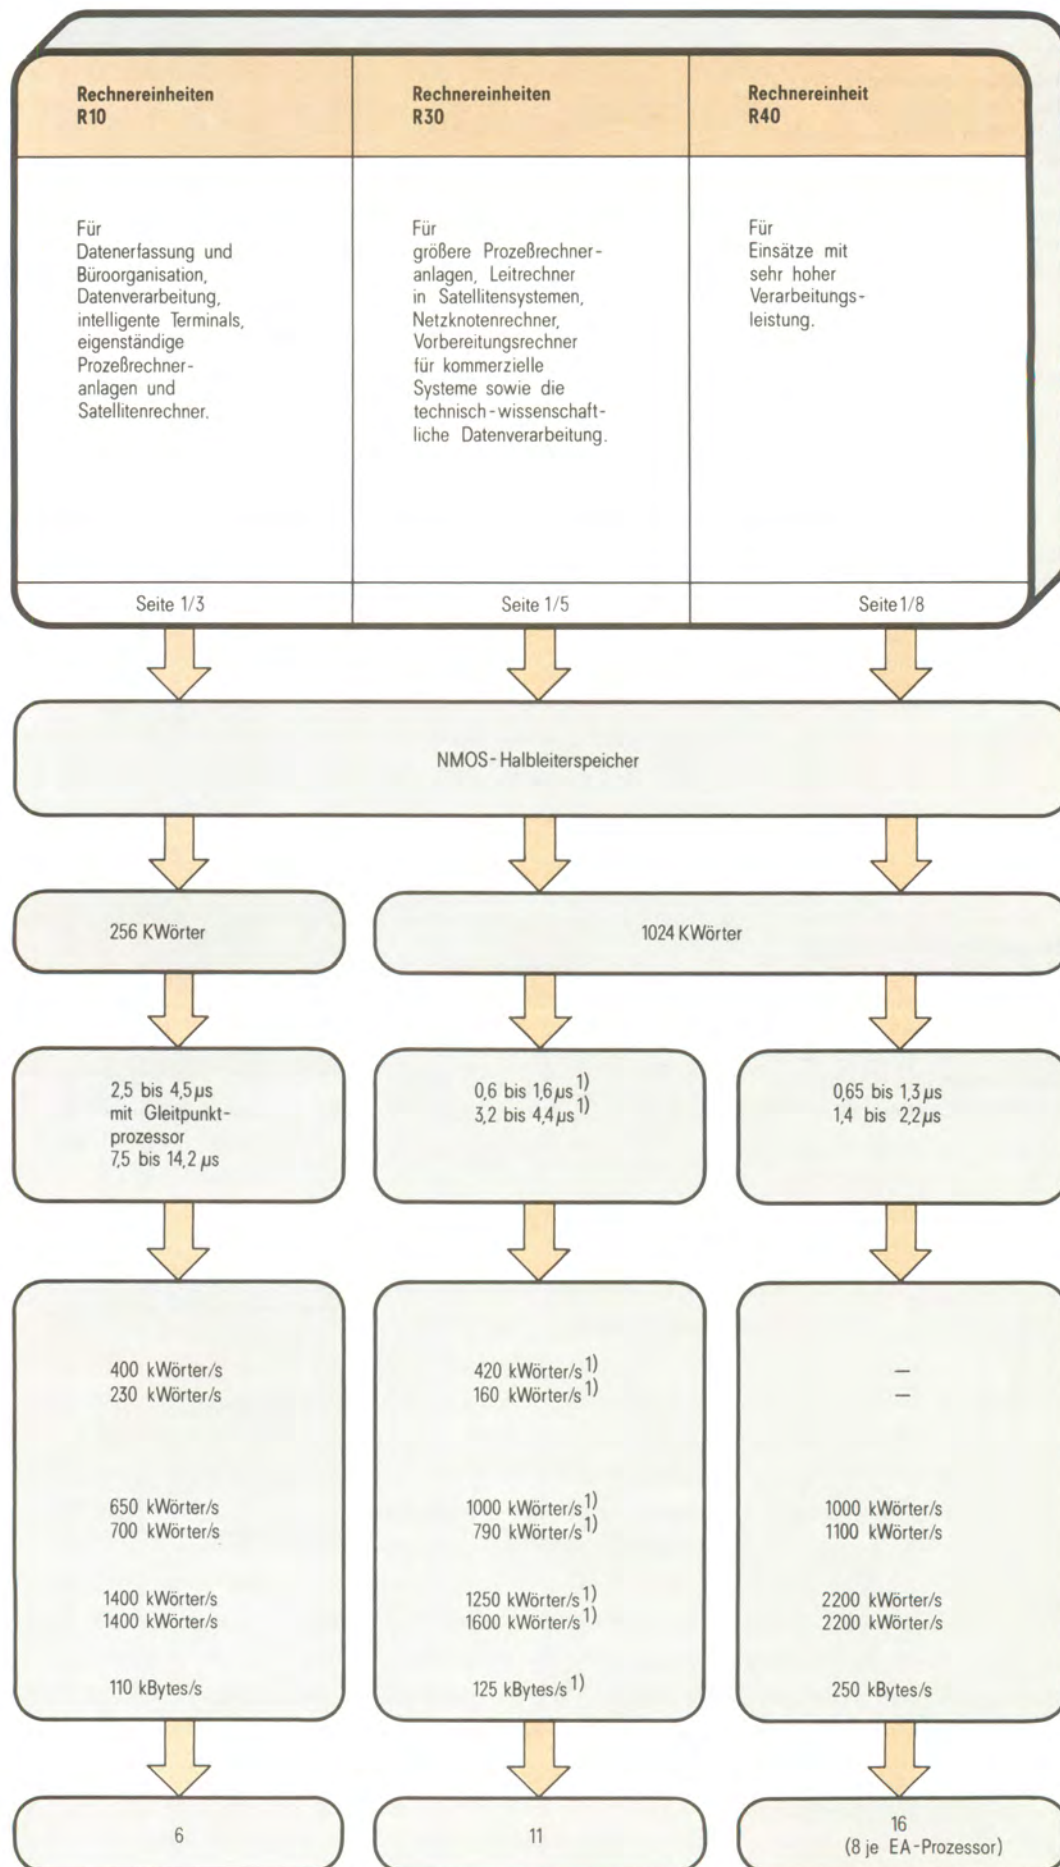 Rechnereinheiten
R10
Rechnereinheiten
R30
Rechnereinheit
R40
Für
Datenerfassung und
Büroorganisation,
Datenverarbeitung,
intelligente Terminals,
eigenständige
Prozeßrechner-
anlagen und
Satellitenrechner.
Für
größere Prozeßrechner-
anlagen, Leitrechner
in Satellitensystemen,
Netzknotenrechner,
Vorbereitungsrechner
für kommerzielle
Systeme sowie die
technisch-wissenschaft-
liche Datenverarbeitung.
Für
Einsätze mit
sehr hoher
Verarbeitungs-
leistung.
Seite 1/3
Seite 1/5
Seite 1/8
NMOS-Halbleiterspeicher
256 KWörter
1024 KWörter
2,5 bis 4,5 µs
mit Gleitpunkt-
prozessor
7,5 bis 14,2 µs
0,6 bis 1,6 µs 1)
3,2 bis 4,4 µs 1)
0,65 bis 1,3 µs
1,4 bis 2,2 µs
400 kWörter/s
230 kWörter/s
650 kWörter/s
700 kWörter/s
1400 kWörter/s
1400 kWörter/s
110 kBytes/s
420 kWörter/s 1)
160 kWörter/s 1)
1000 kWörter/s 1)
790 kWörter/s 1)
1250 kWörter/s 1)
1600 kWörter/s 1)
125 kBytes/s 1)
—
—
1000 kWörter/s
1100 kWörter/s
2200 kWörter/s
2200 kWörter/s
250 kBytes/s
6
11
16
(8 je EA-Prozessor)